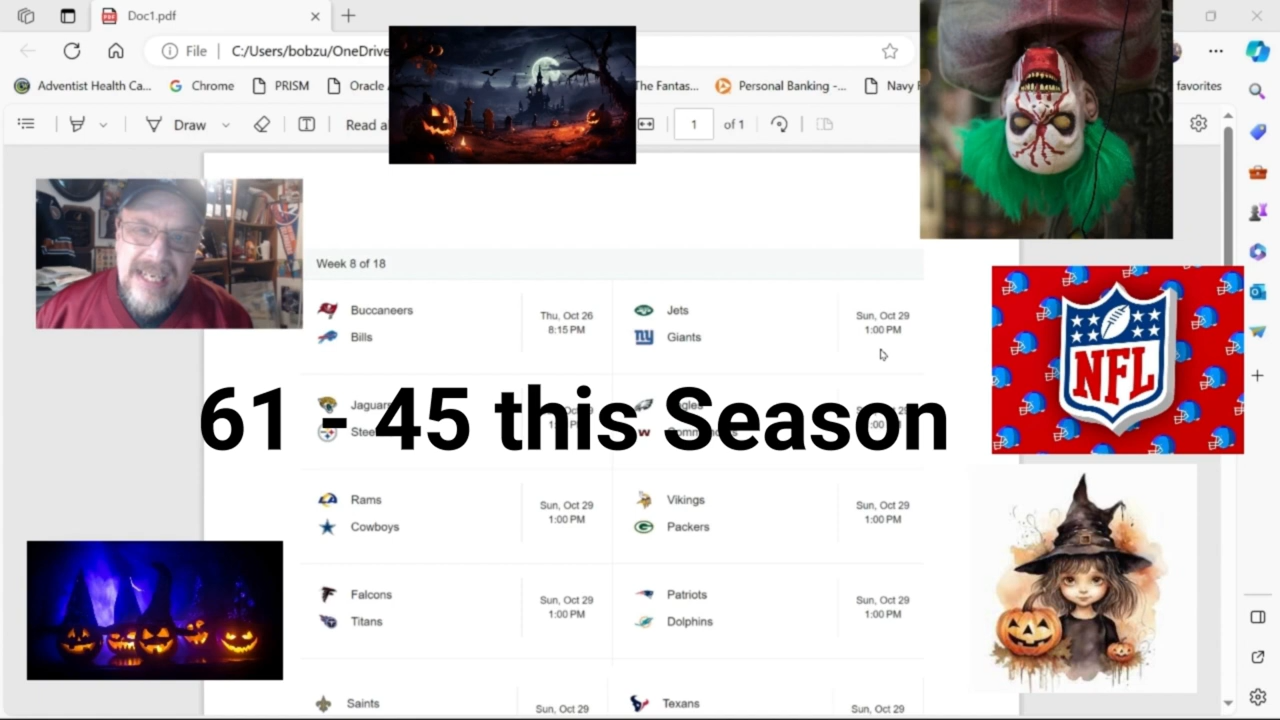 Doc1.pdf
File
C:/Users/bobzu/OneDrive
Adventist Health Ca...
Chrome
PRISM
Oracle
The Fantas...
Personal Banking -...
Navy
favorites
Draw
Read a
1
of 1
Week 8 of 18
Buccaneers
Bills
Thu, Oct 26
8:15 PM
Jets
Giants
Sun, Oct 29
1:00 PM
61 - 45 this Season
Rams
Cowboys
Sun, Oct 29
1:00 PM
Vikings
Packers
Sun, Oct 29
1:00 PM
Falcons
Titans
Sun, Oct 29
1:00 PM
Patriots
Dolphins
Sun, Oct 29
1:00 PM
Saints
Sun, Oct 29
Texans
Sun, Oct 29
NFL